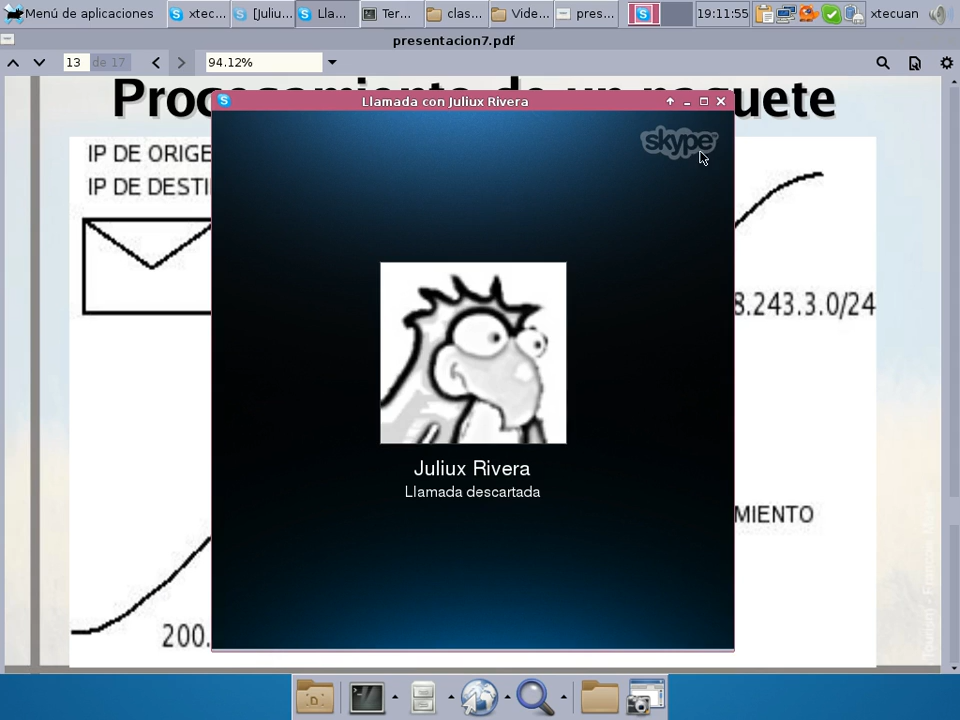 Menú de aplicaciones
xtec...
[Juliu...
Lla...
Ter...
clas...
Vide...
pres...
19:11:55
xtecuan
presentacion7.pdf
13 de 17
94.12%
Procesamiento de un paquete
Llamada con Juliux Rivera
skype
IP DE ORIGE
IP DE DESTI
8.243.3.0/24
Juliux Rivera
Llamada descartada
MIENTO
200.